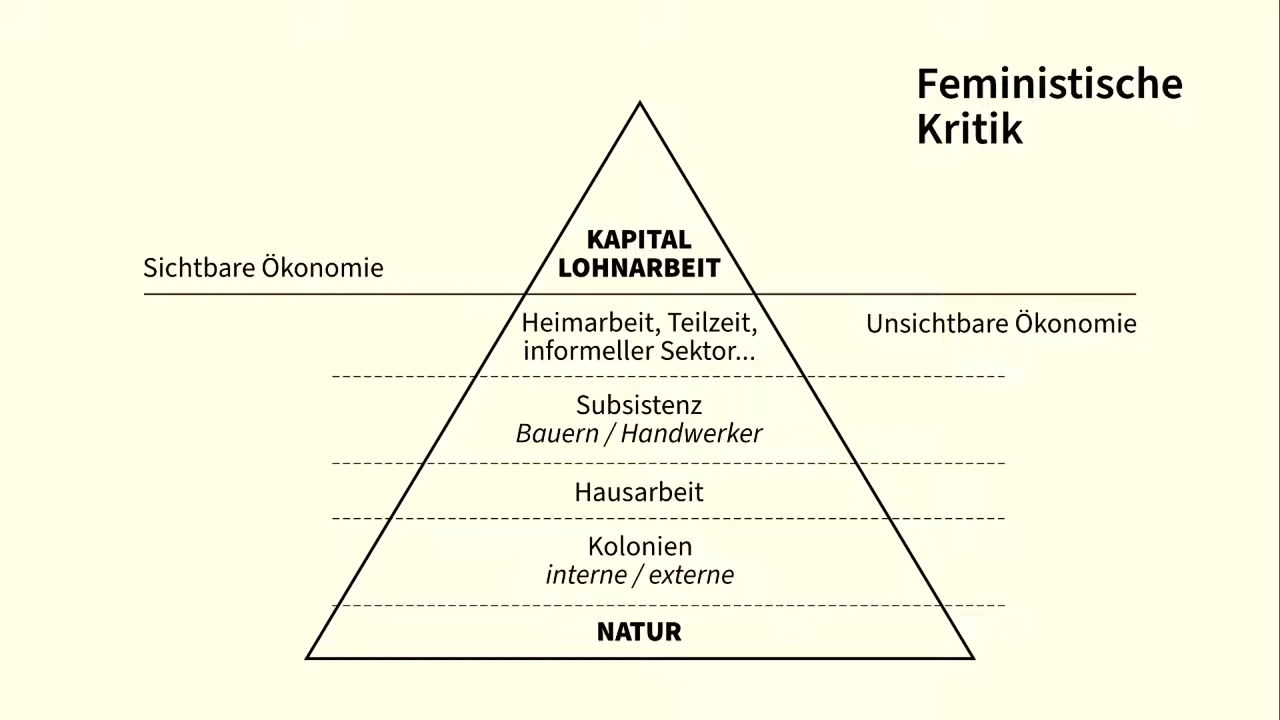 Feministische
Kritik
KAPITAL
LOHNARBEIT
Sichtbare Ökonomie
Heimarbeit, Teilzeit,
informeller Sektor...
Unsichtbare Ökonomie
Subsistenz
Bauern / Handwerker
Hausarbeit
Kolonien
interne / externe
NATUR